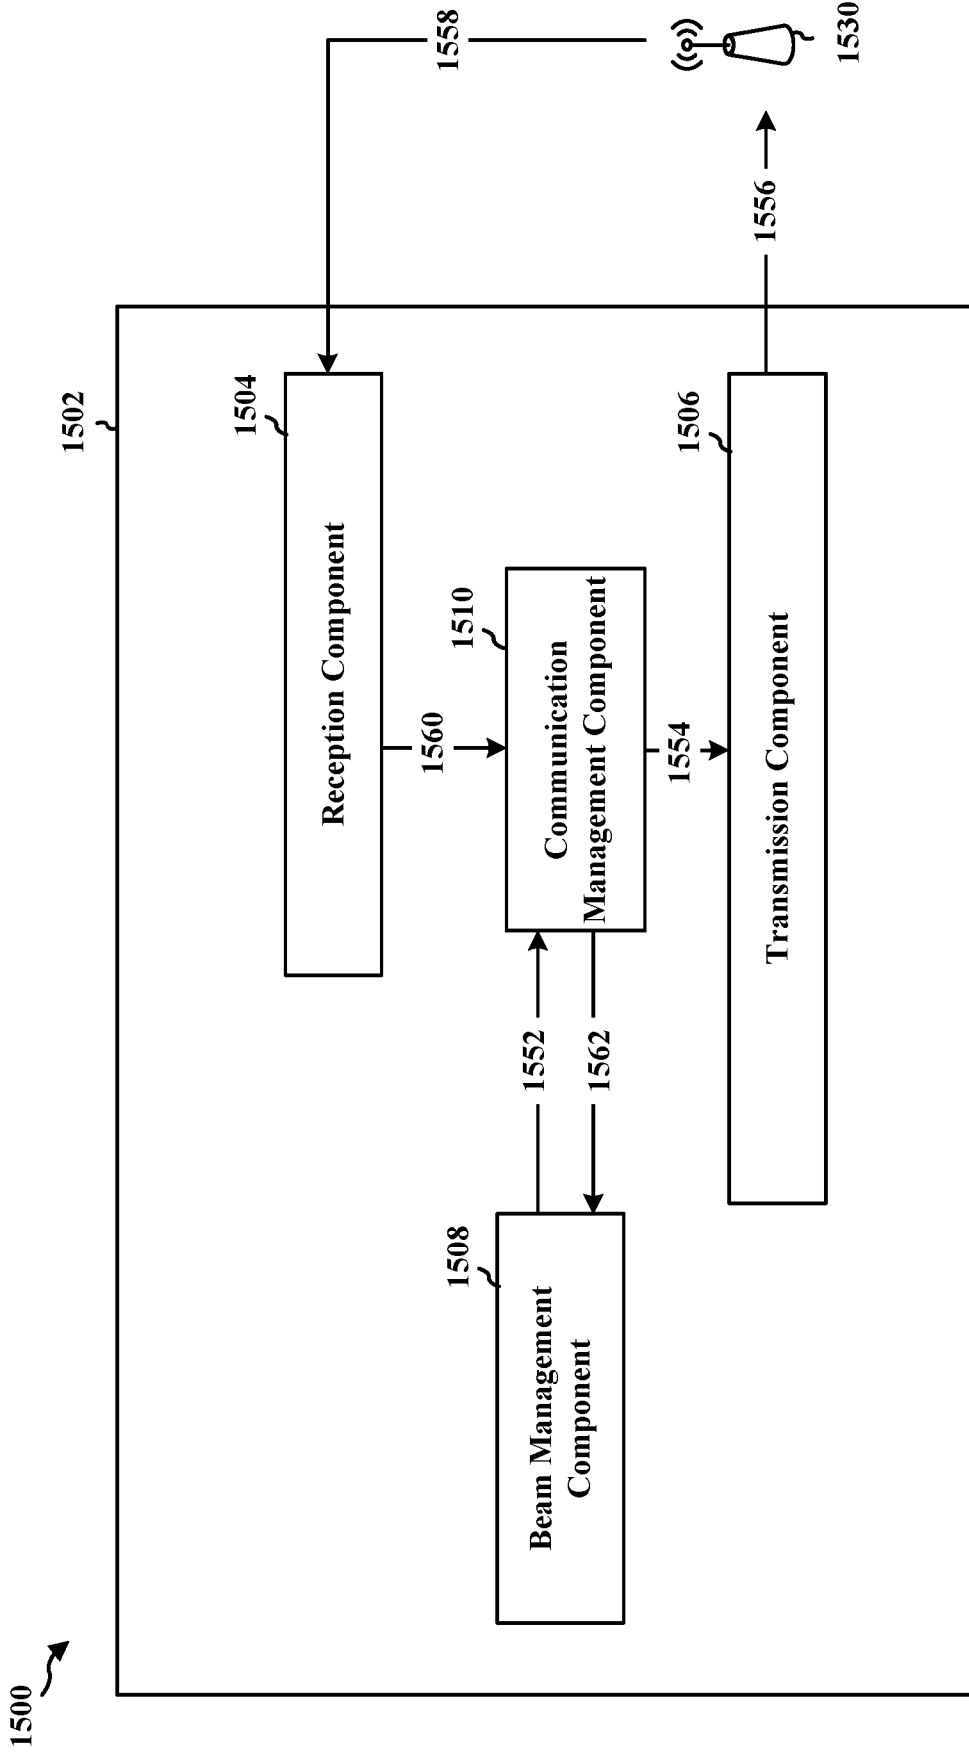 1500
1502
1504
Reception Component
1558
1530
1560
1510
Communication
Management Component
1508
Beam Management
Component
1552
1562
1554
1506
Transmission Component
1556